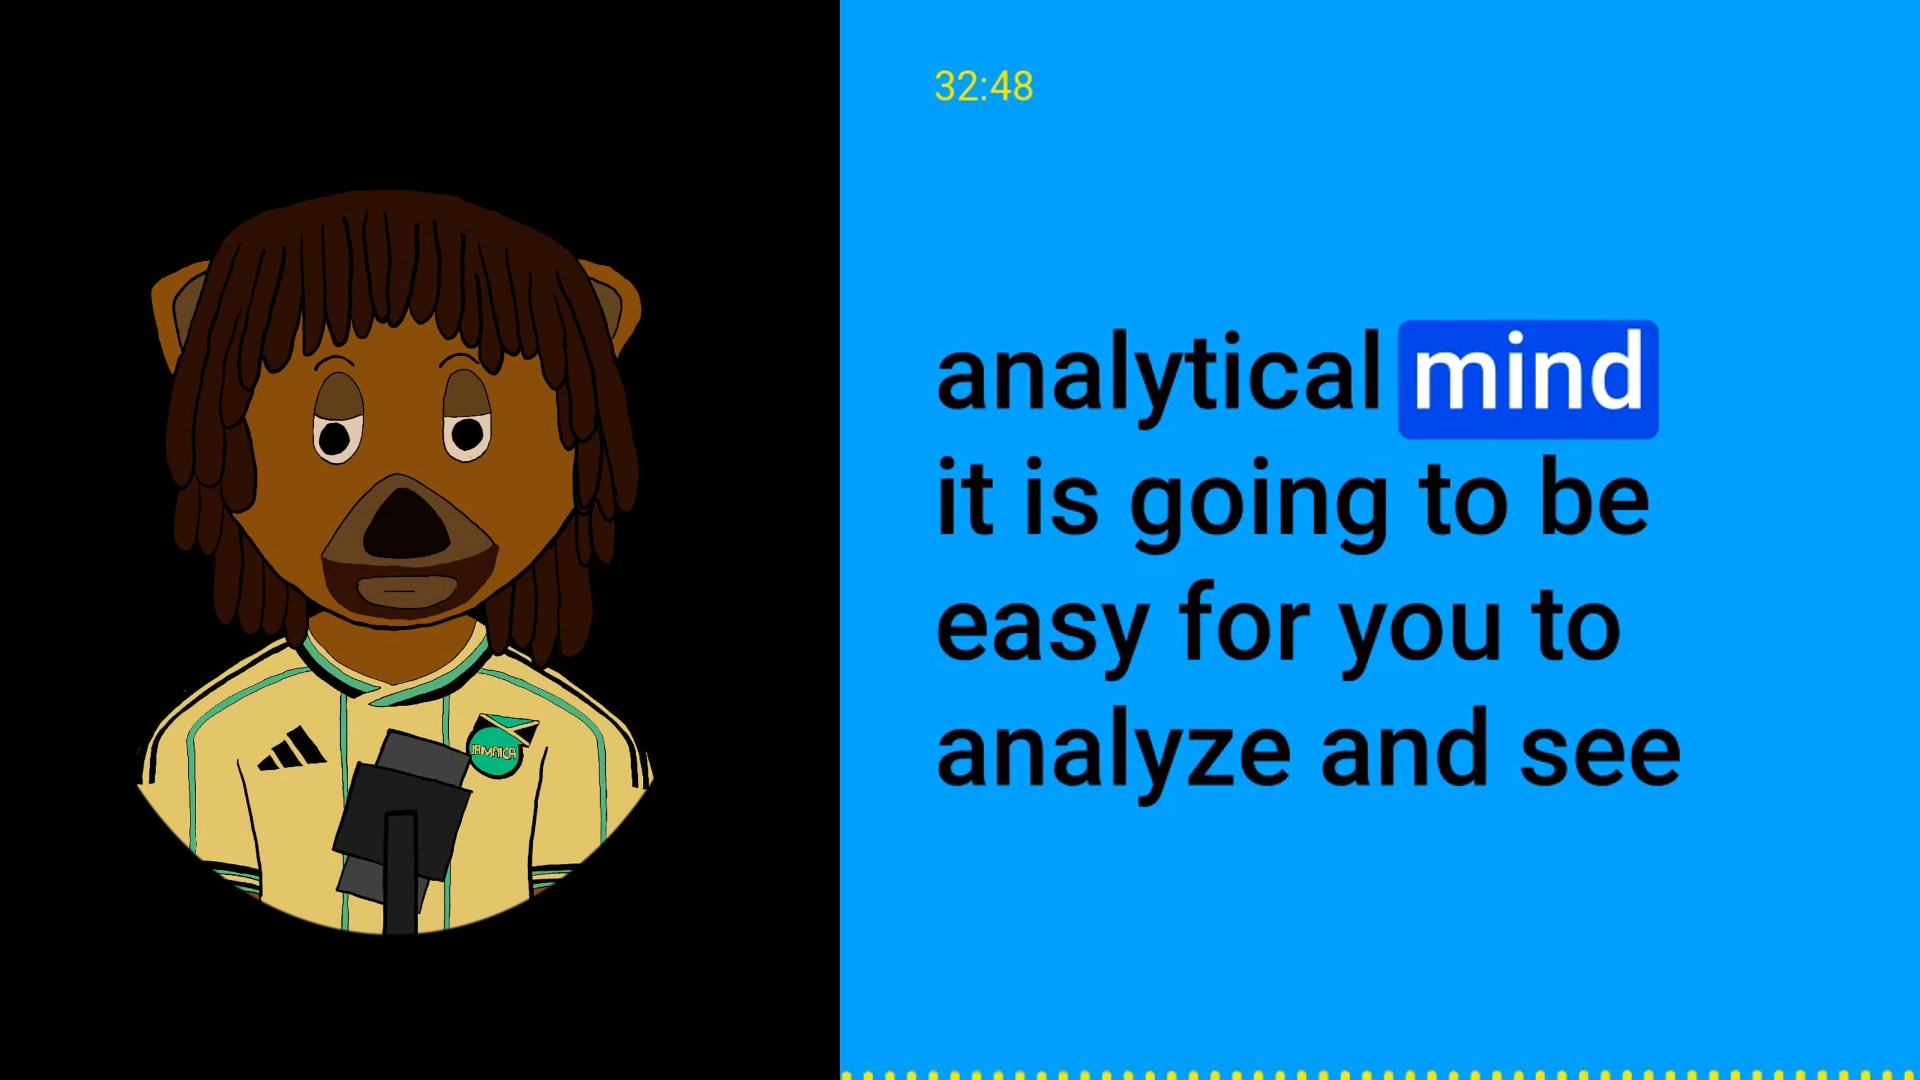 32:48
analytical mind
it is going to be
easy for you to
analyze and see
JAMAICA